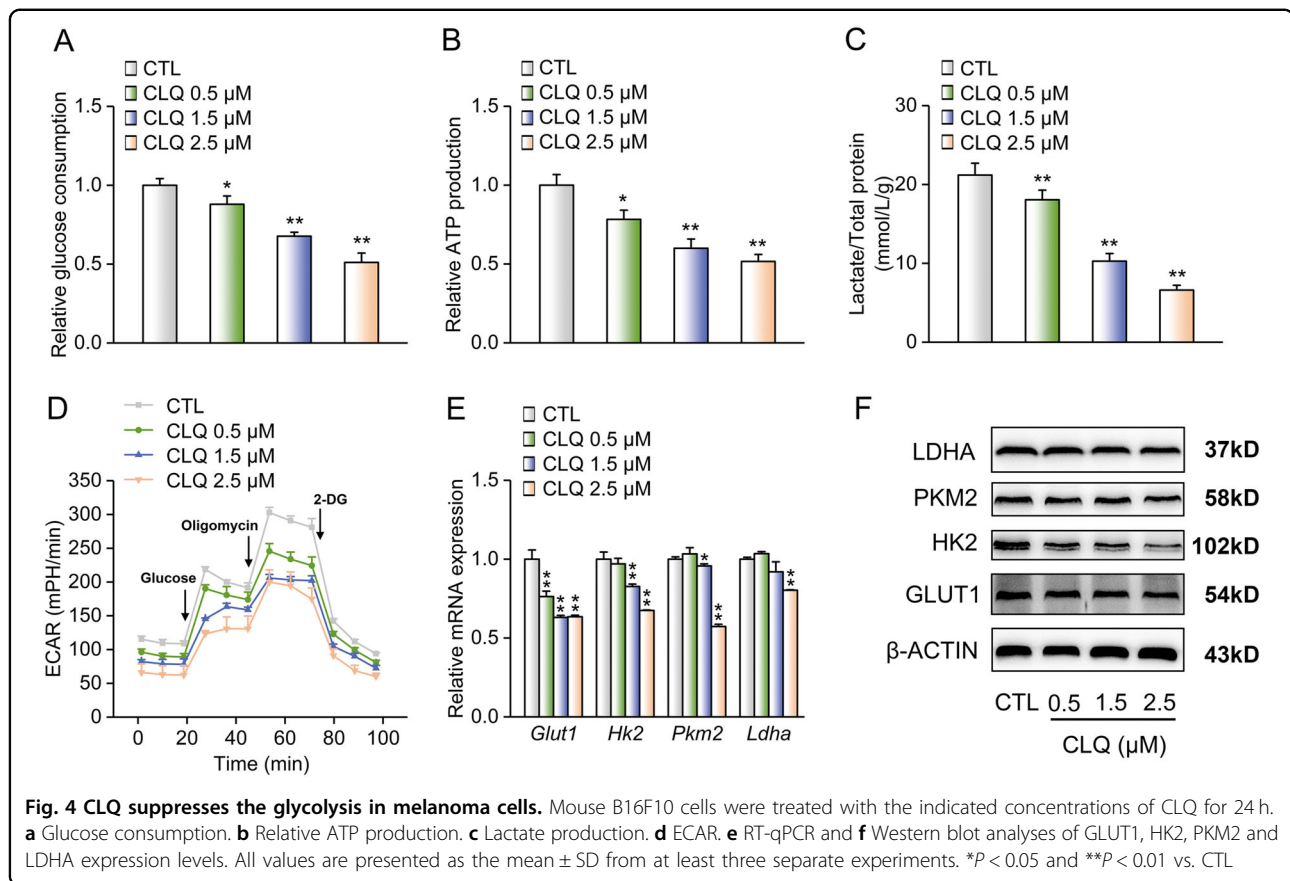 A
CTL
CLQ 0.5 μM
CLQ 1.5 μM
CLQ 2.5 μM
Relative glucose consumption
1.5
1.0
0.5
0.0
*
**
**
B
CTL
CLQ 0.5 μM
CLQ 1.5 μM
CLQ 2.5 μM
Relative ATP production
1.5
1.0
0.5
0.0
*
**
**
C
CTL
CLQ 0.5 μM
CLQ 1.5 μM
CLQ 2.5 μM
Lactate/Total protein
(mmol/L/g)
30
20
10
0
**
**
**
D
CTL
CLQ 0.5 μM
CLQ 1.5 μM
CLQ 2.5 μM
ECAR (mPH/min)
350
300
250
200
150
100
50
0
Glucose
Oligomycin
2-DG
0 20 40 60 80 100
Time (min)
E
CTL
CLQ 0.5 μM
CLQ 1.5 μM
CLQ 2.5 μM
Relative mRNA expression
1.5
1.0
0.5
0.0
** ** ** ** ** * ** **
Glut1 Hk2 Pkm2 Ldha
F
LDHA 37kD
PKM2 58kD
HK2 102kD
GLUT1 54kD
β-ACTIN 43kD
CTL 0.5 1.5 2.5
CLQ (μM)
Fig. 4 CLQ suppresses the glycolysis in melanoma cells. Mouse B16F10 cells were treated with the indicated concentrations of CLQ for 24 h.
a Glucose consumption. b Relative ATP production. c Lactate production. d ECAR. e RT-qPCR and f Western blot analyses of GLUT1, HK2, PKM2 and
LDHA expression levels. All values are presented as the mean ± SD from at least three separate experiments. *P < 0.05 and **P < 0.01 vs. CTL